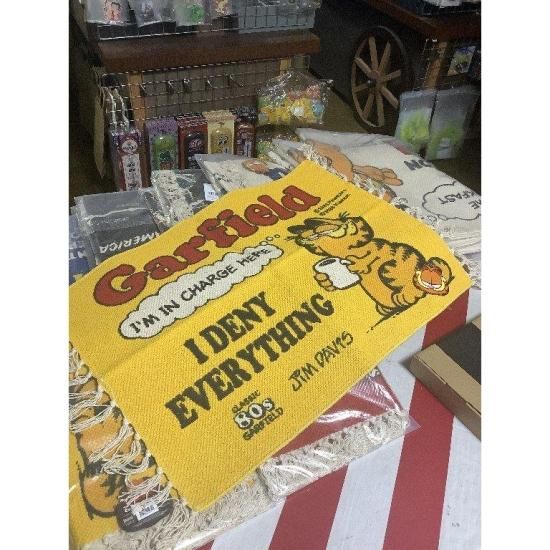 Garfield
I'M IN CHARGE HERE
I DENY
EVERYTHING
JIM DAVIS
CLASSIC
80s
GARFIELD
AMERICA